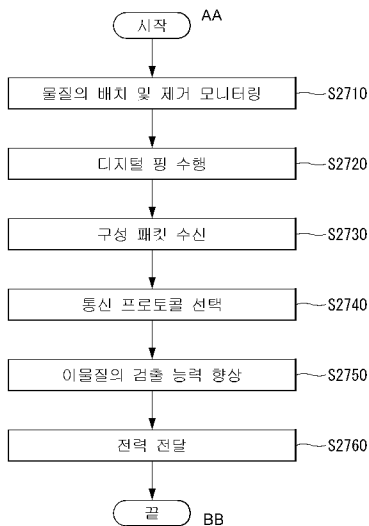 시작 AA
물질의 배치 및 제거 모니터링 S2710
디지털 핑 수행 S2720
구성 패킷 수신 S2730
통신 프로토콜 선택 S2740
이물질의 검출 능력 향상 S2750
전력 전달 S2760
끝 BB